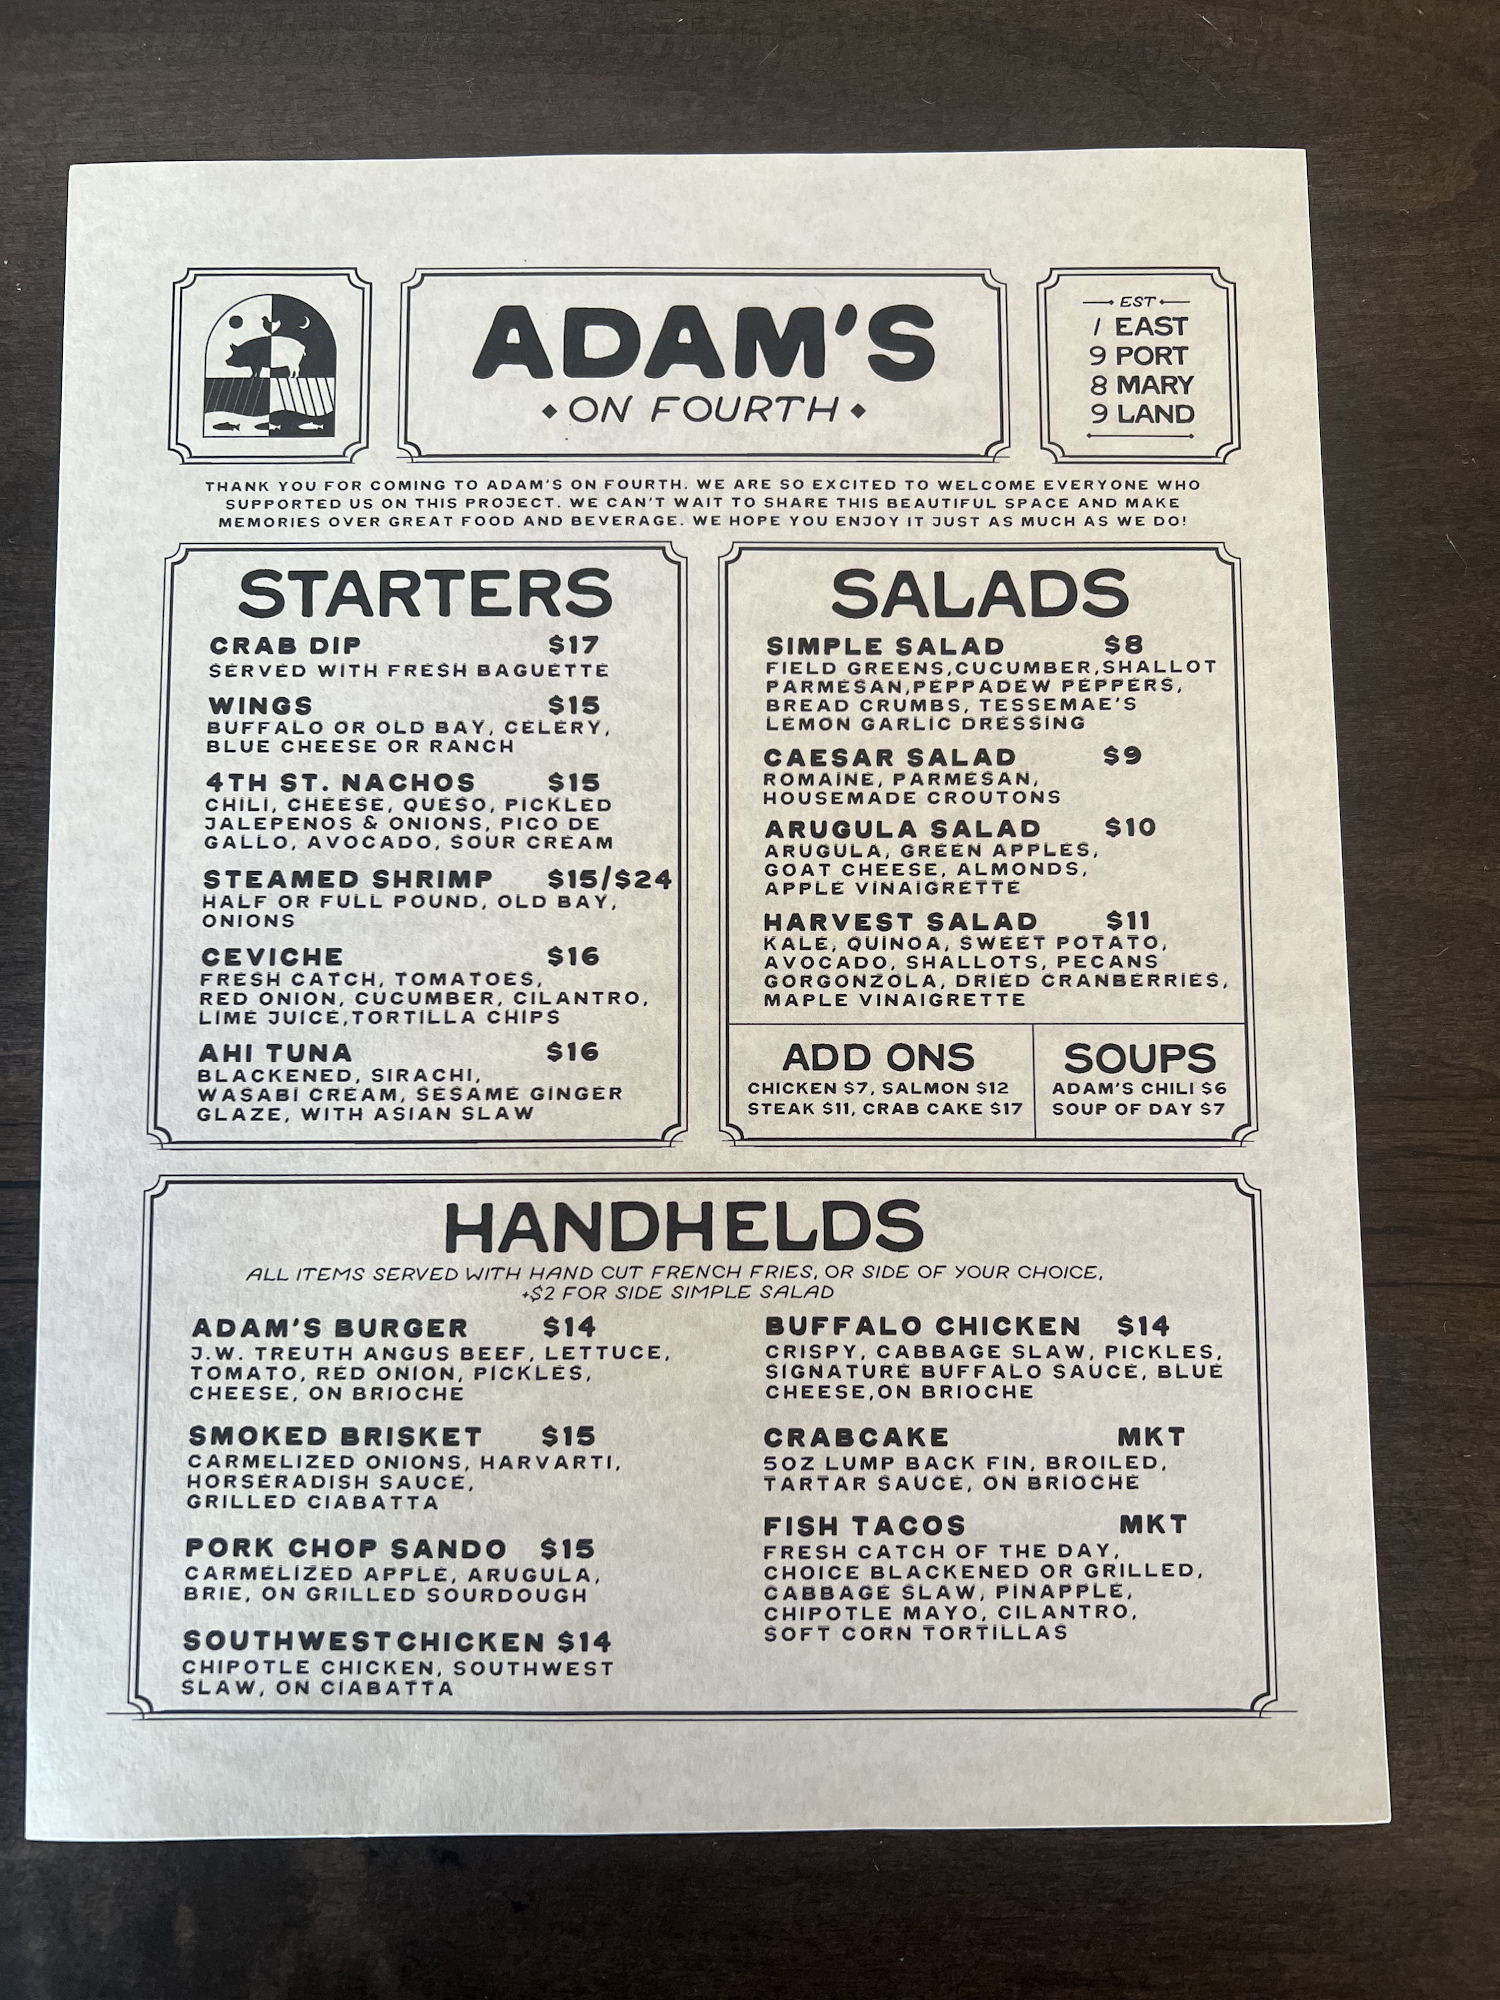 ADAM'S
• ON FOURTH •
EST
1 EAST
9 PORT
8 MARY
9 LAND
THANK YOU FOR COMING TO ADAM'S ON FOURTH. WE ARE SO EXCITED TO WELCOME EVERYONE WHO
SUPPORTED US ON THIS PROJECT. WE CAN'T WAIT TO SHARE THIS BEAUTIFUL SPACE AND MAKE
MEMORIES OVER GREAT FOOD AND BEVERAGE. WE HOPE YOU ENJOY IT JUST AS MUCH AS WE DO!
STARTERS
CRAB DIP $17
SERVED WITH FRESH BAGUETTE
WINGS $15
BUFFALO OR OLD BAY, CELERY,
BLUE CHEESE OR RANCH
4TH ST. NACHOS $15
CHILI, CHEESE, QUESO, PICKLED
JALEPENOS & ONIONS, PICO DE
GALLO, AVOCADO, SOUR CREAM
STEAMED SHRIMP $15/$24
HALF OR FULL POUND, OLD BAY,
ONIONS
CEVICHE $16
FRESH CATCH, TOMATOES,
RED ONION, CUCUMBER, CILANTRO,
LIME JUICE,TORTILLA CHIPS
AHI TUNA $16
BLACKENED, SIRACHI,
WASABI CREAM, SESAME GINGER
GLAZE, WITH ASIAN SLAW
SALADS
SIMPLE SALAD $8
FIELD GREENS,CUCUMBER,SHALLOT
PARMESAN,PEPPADEW PEPPERS,
BREAD CRUMBS, TESSEMAE'S
LEMON GARLIC DRESSING
CAESAR SALAD $9
ROMAINE, PARMESAN,
HOUSEMADE CROUTONS
ARUGULA SALAD $10
ARUGULA, GREEN APPLES,
GOAT CHEESE, ALMONDS,
APPLE VINAIGRETTE
HARVEST SALAD $11
KALE, QUINOA, SWEET POTATO,
AVOCADO, SHALLOTS, PECANS
GORGONZOLA, DRIED CRANBERRIES,
MAPLE VINAIGRETTE
ADD ONS
CHICKEN $7, SALMON $12
STEAK $11, CRAB CAKE $17
SOUPS
ADAM'S CHILI $6
SOUP OF DAY $7
HANDHELDS
ALL ITEMS SERVED WITH HAND CUT FRENCH FRIES, OR SIDE OF YOUR CHOICE,
+$2 FOR SIDE SIMPLE SALAD
ADAM'S BURGER $14
J.W. TREUTH ANGUS BEEF, LETTUCE,
TOMATO, RED ONION, PICKLES,
CHEESE, ON BRIOCHE
SMOKED BRISKET $15
CARMELIZED ONIONS, HARVARTI,
HORSERADISH SAUCE,
GRILLED CIABATTA
PORK CHOP SANDO $15
CARMELIZED APPLE, ARUGULA,
BRIE, ON GRILLED SOURDOUGH
SOUTHWEST CHICKEN $14
CHIPOTLE CHICKEN, SOUTHWEST
SLAW, ON CIABATTA
BUFFALO CHICKEN $14
CRISPY, CABBAGE SLAW, PICKLES,
SIGNATURE BUFFALO SAUCE, BLUE
CHEESE,ON BRIOCHE
CRABCAKE MKT
5OZ LUMP BACK FIN, BROILED,
TARTAR SAUCE, ON BRIOCHE
FISH TACOS MKT
FRESH CATCH OF THE DAY,
CHOICE BLACKENED OR GRILLED,
CABBAGE SLAW, PINAPPLE,
CHIPOTLE MAYO, CILANTRO,
SOFT CORN TORTILLAS